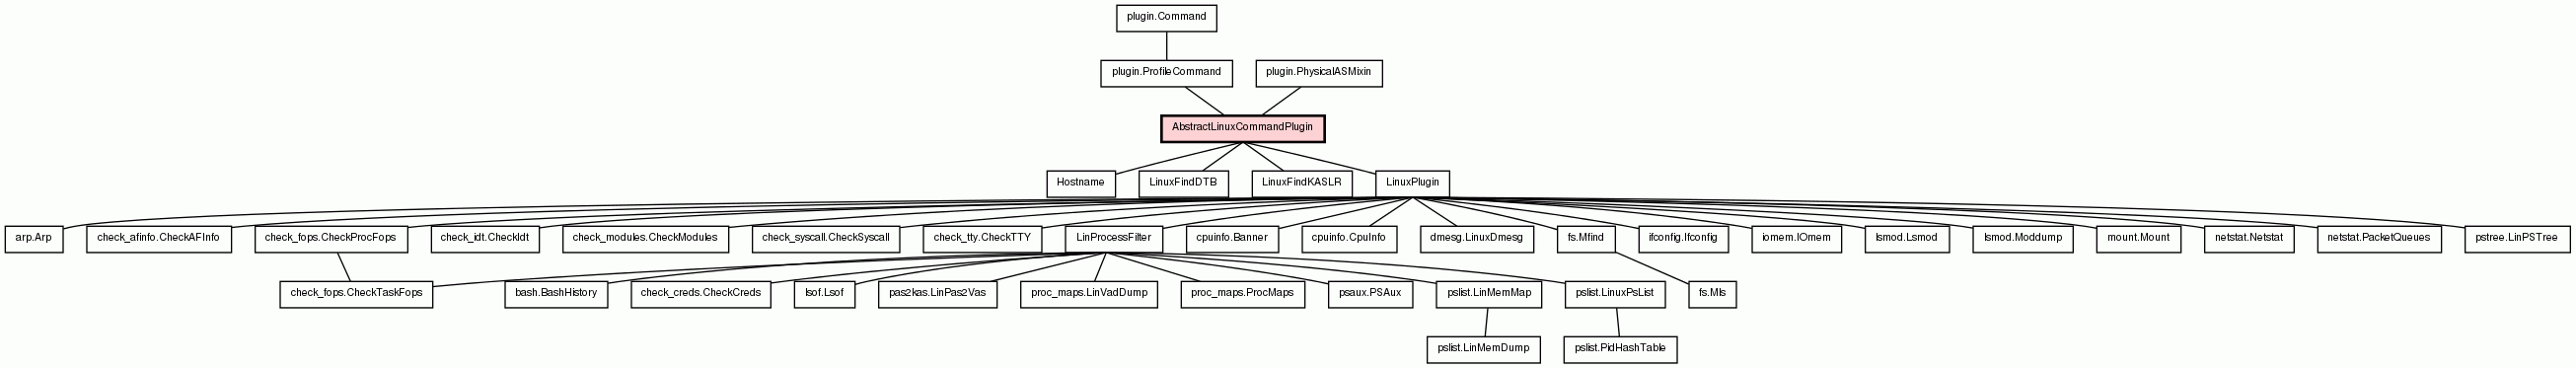 plugin.Command
plugin.ProfileCommand
plugin.PhysicalASMixin
AbstractLinuxCommandPlugin
Hostname
LinuxFindDTB
LinuxFindKASLR
LinuxPlugin
arp.Arp
check_afinfo.CheckAFInfo
check_fops.CheckProcFops
check_idt.CheckIdt
check_modules.CheckModules
check_syscall.CheckSyscall
check_tty.CheckTTY
LinProcessFilter
cpuinfo.Banner
cpuinfo.CpuInfo
dmesg.LinuxDmesg
fs.Mfind
ifconfig.Ifconfig
iomem.IOmem
lsmod.Lsmod
lsmod.Moddump
mount.Mount
netstat.Netstat
netstat.PacketQueues
pstree.LinPSTree
check_fops.CheckTaskFops
bash.BashHistory
check_creds.CheckCreds
lsof.Lsof
pas2kas.LinPas2Vas
proc_maps.LinVadDump
proc_maps.ProcMaps
psaux.PSAux
pslist.LinMemMap
pslist.LinuxPsList
fs.Mls
pslist.LinMemDump
pslist.PidHashTable